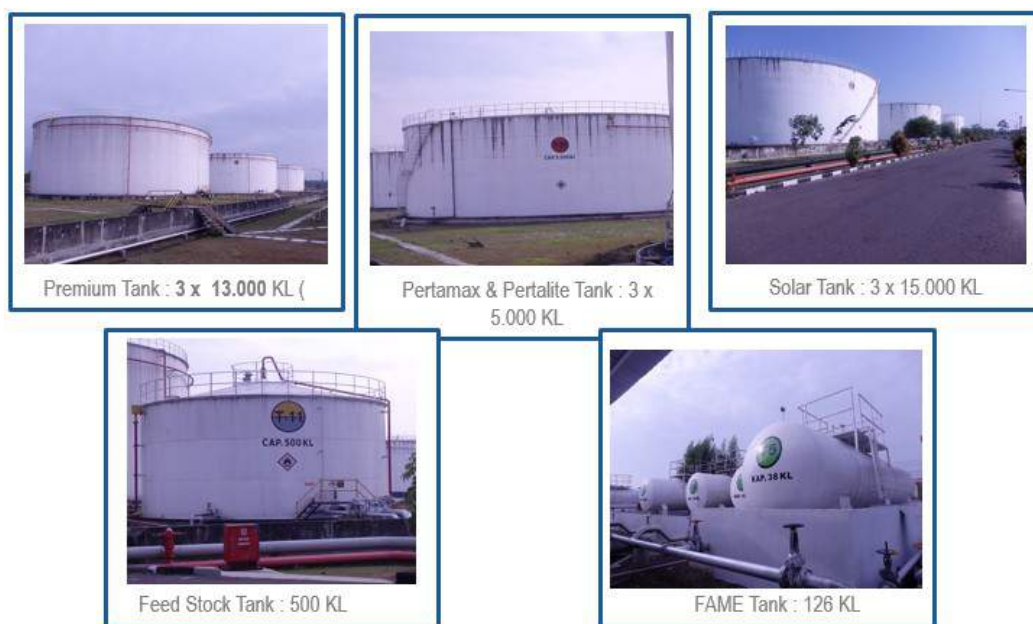 Premium Tank : 3 x 13.000 KL (
Pertamax & Pertalite Tank : 3 x
5.000 KL
Solar Tank : 3 x 15.000 KL
T-11
CAP. 500 KL
Feed Stock Tank : 500 KL
KAP. 38 KL
FAME Tank : 126 KL